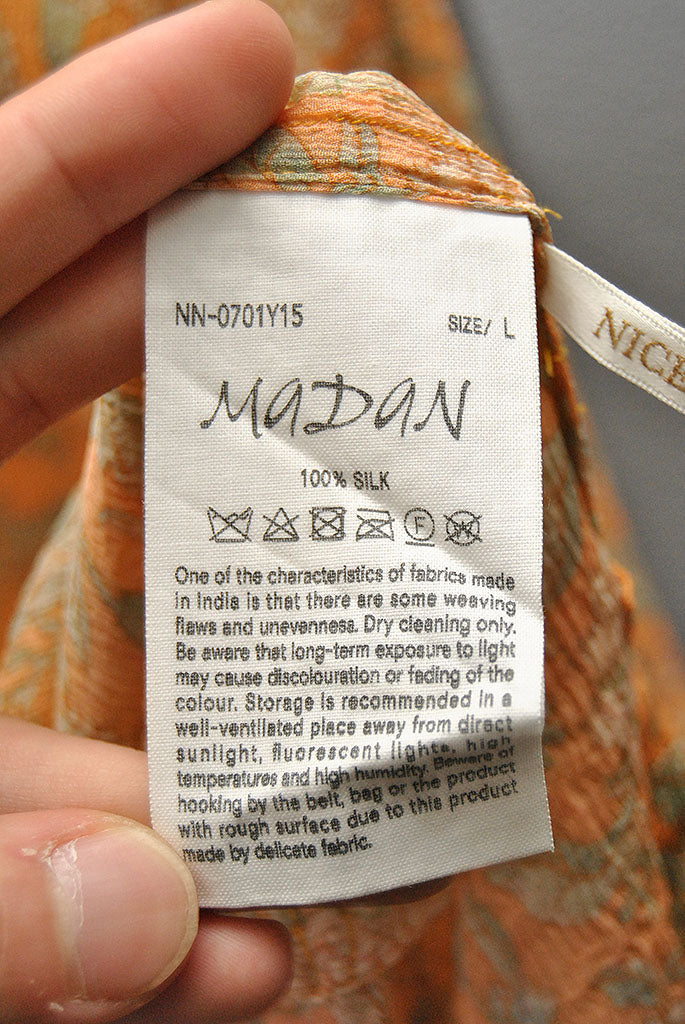 NN-0701Y15
SIZE/ L
MaDaN
100% SILK
F
W
One of the characteristics of fabrics made
in India is that there are some weaving
flaws and unevenness. Dry cleaning only.
Be aware that long-term exposure to light
may cause discolouration or fading of the
colour. Storage is recommended in a
well-ventilated place away from direct
sunlight, fluorescent lights, high
temperatures and high humidity. Beware of
hooking by the belt, bag or the product
with rough surface due to this product
made by delicate fabric.
NICE